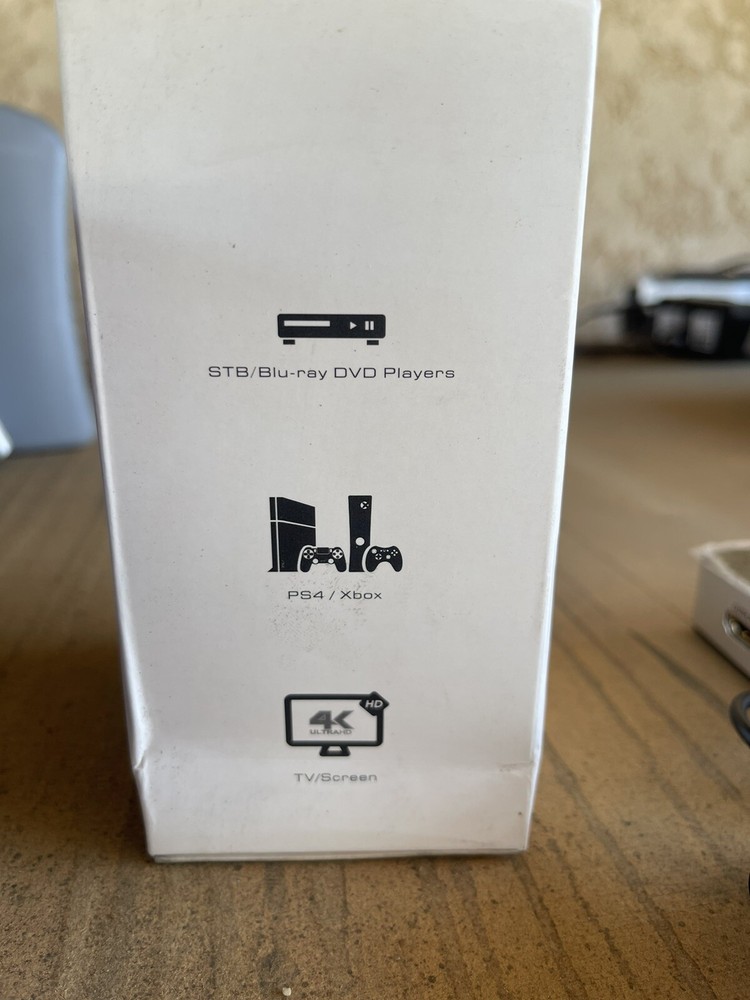 STB/Blu-ray DVD Players
PS4 / Xbox
HD
4K
ULTRAHD
TV/Screen